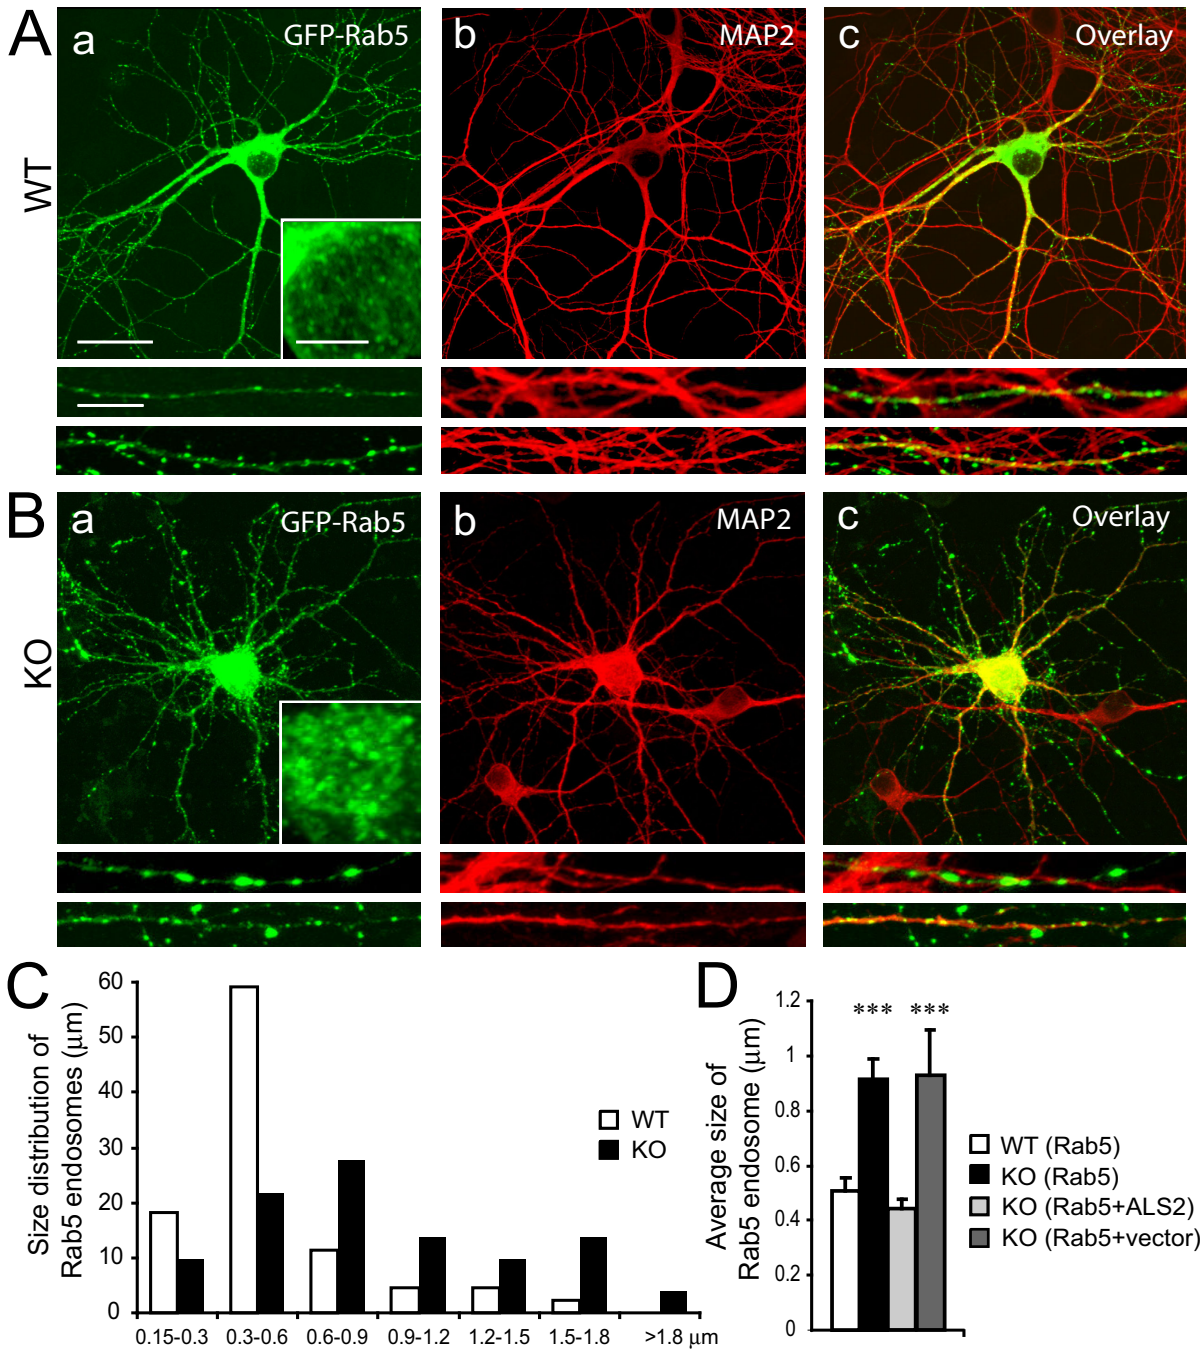 A
a
GFP-Rab5
b
MAP2
c
Overlay
WT
B
a
GFP-Rab5
b
MAP2
c
Overlay
KO
C
Size distribution of
Rab5 endosomes (μm)
60
50
40
30
20
10
0
WT
KO
0.15-0.3
0.3-0.6
0.6-0.9
0.9-1.2
1.2-1.5
1.5-1.8
>1.8 μm
D
Average size of
Rab5 endosome (μm)
1.2
1
0.8
0.6
0.4
0.2
0
*** ***
WT (Rab5)
KO (Rab5)
KO (Rab5+ALS2)
KO (Rab5+vector)